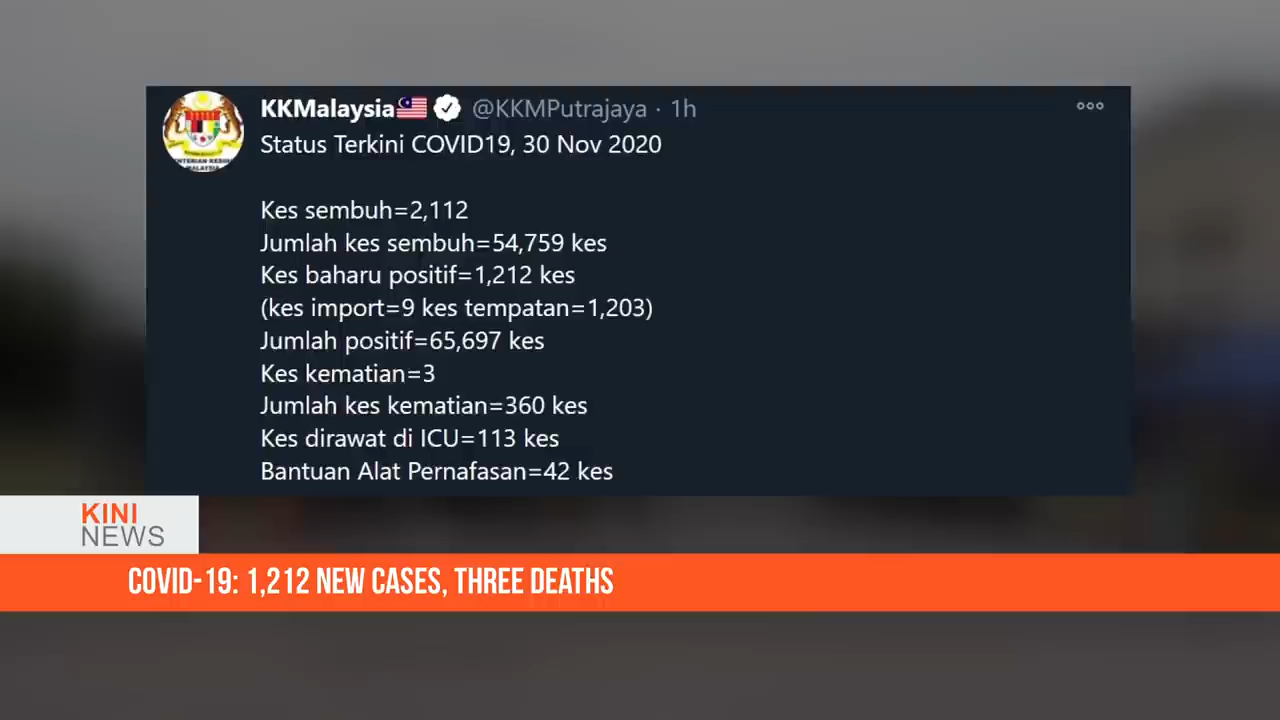 KKMalaysia @KKMPutrajaya · 1h
Status Terkini COVID19, 30 Nov 2020
Kes sembuh=2,112
Jumlah kes sembuh=54,759 kes
Kes baharu positif=1,212 kes
(kes import=9 kes tempatan=1,203)
Jumlah positif=65,697 kes
Kes kematian=3
Jumlah kes kematian=360 kes
Kes dirawat di ICU=113 kes
Bantuan Alat Pernafasan=42 kes
KINI
NEWS
COVID-19: 1,212 NEW CASES, THREE DEATHS